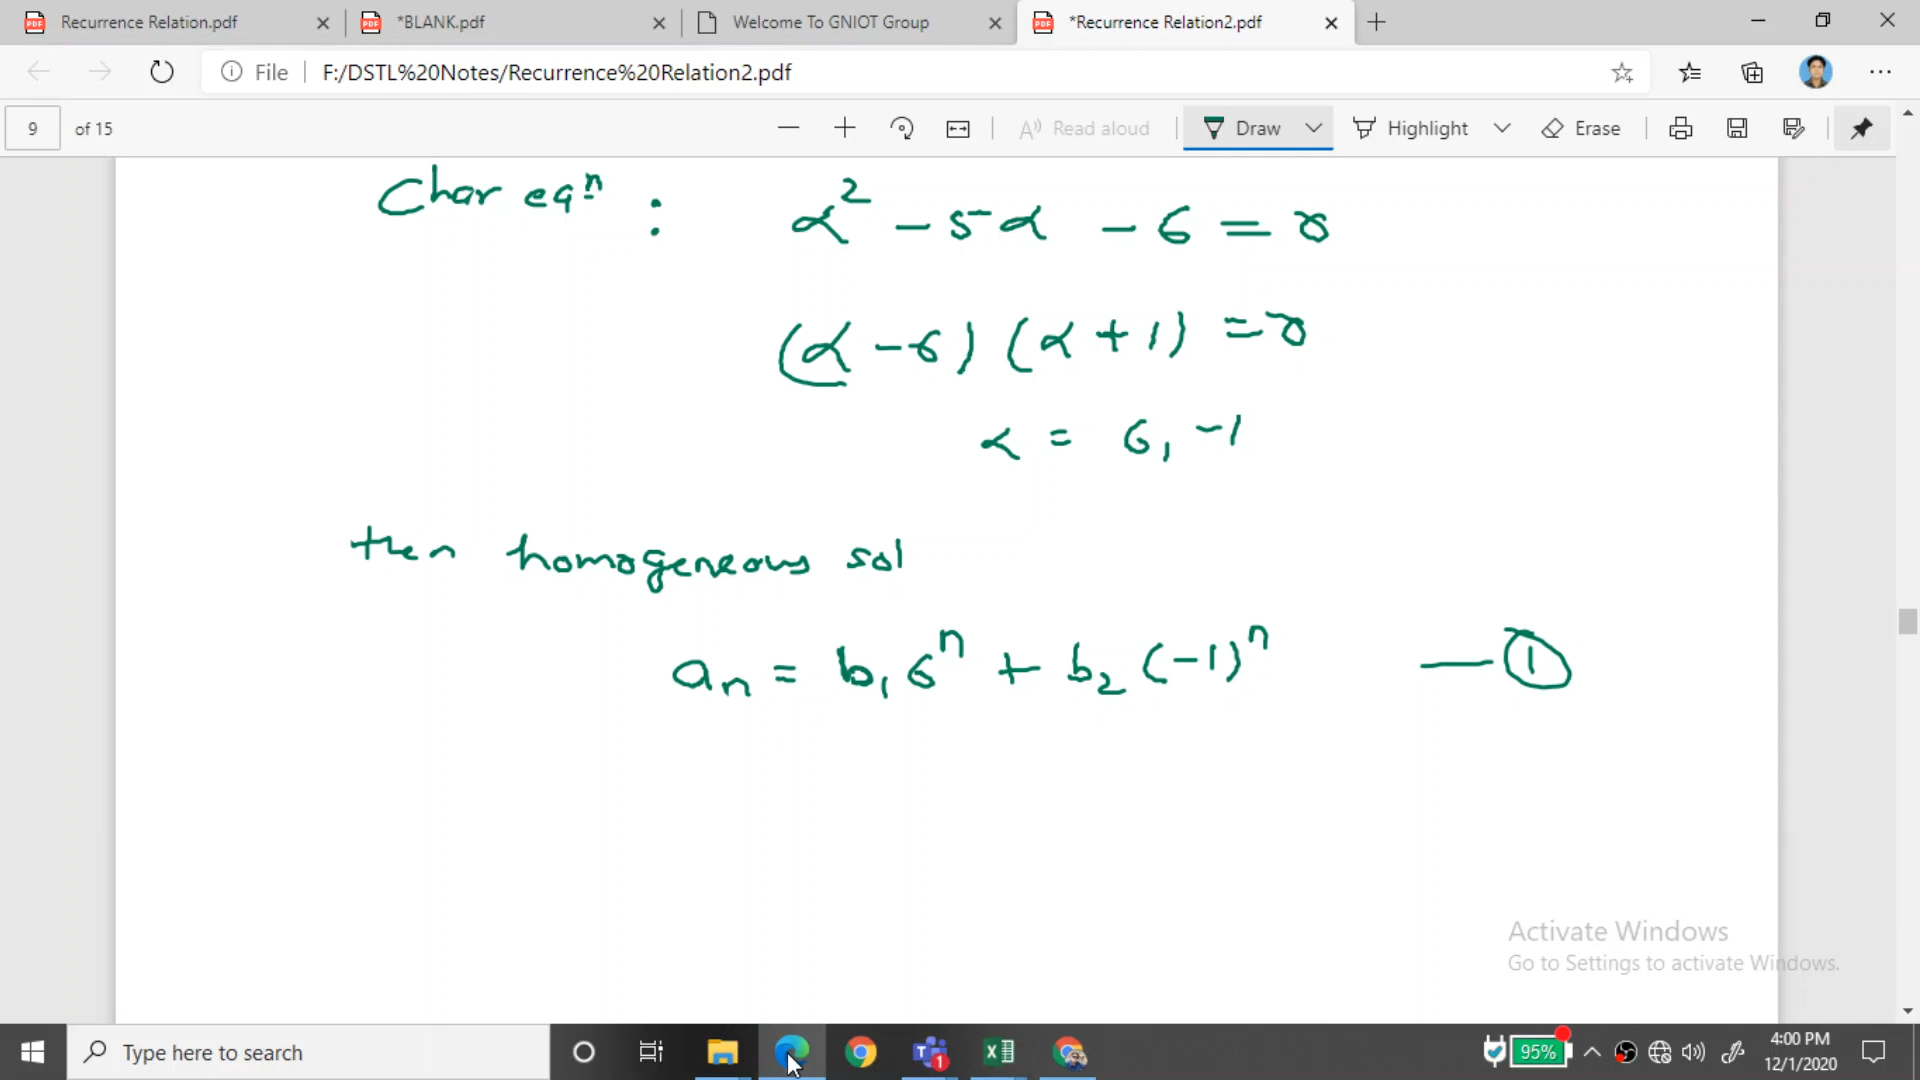 Recurrence Relation.pdf
*BLANK.pdf
Welcome To GNIOT Group
*Recurrence Relation2.pdf
File
F:/DSTL%20Notes/Recurrence%20Relation2.pdf
9 of 15
Read aloud
Draw
Highlight
Erase
Char eqⁿ : α² - 5α - 6 = 0
(α - 6) (α + 1) = 0
α = 6, -1
then homogeneous sol
aₙ = b₁ 6ⁿ + b₂ (-1)ⁿ — ①
Activate Windows
Go to Settings to activate Windows.
Type here to search
1
95%
4:00 PM
12/1/2020